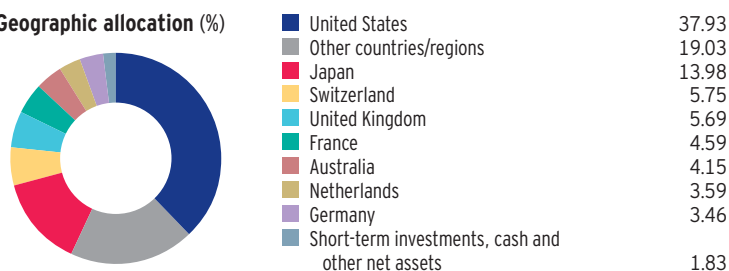 Geographic allocation (%)
United States 37.93
Other countries/regions 19.03
Japan 13.98
Switzerland 5.75
United Kingdom 5.69
France 4.59
Australia 4.15
Netherlands 3.59
Germany 3.46
Short-term investments, cash and
other net assets 1.83